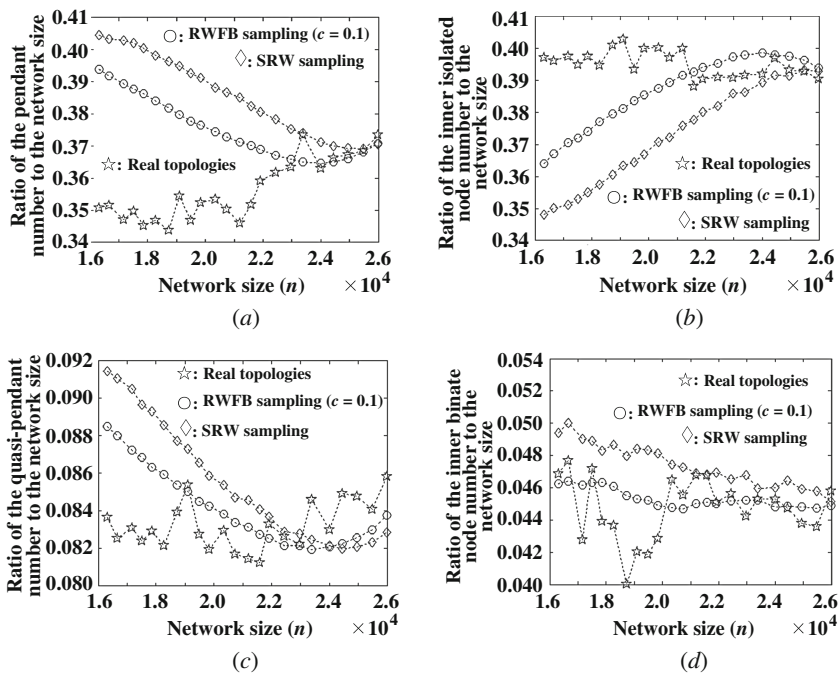 Ratio of the pendant
number to the network size
0.41
0.40
0.39
0.38
0.37
0.36
0.35
0.34
: RWFB sampling (c = 0.1)
: SRW sampling
: Real topologies
1.6 1.8 2.0 2.2 2.4 2.6
Network size (n) × 10⁴
(a)
Ratio of the inner isolated
node number to the
network size
0.41
0.40
0.39
0.38
0.37
0.36
0.35
0.34
: Real topologies
: RWFB sampling (c = 0.1)
: SRW sampling
1.6 1.8 2.0 2.2 2.4 2.6
Network size (n) × 10⁴
(b)
Ratio of the quasi-pendant
number to the network size
0.092
0.090
0.088
0.086
0.084
0.082
0.080
: Real topologies
: RWFB sampling (c = 0.1)
: SRW sampling
1.6 1.8 2.0 2.2 2.4 2.6
Network size (n) × 10⁴
(c)
Ratio of the inner binate
node number to the
network size
0.054
0.052
0.050
0.048
0.046
0.044
0.042
0.040
: Real topologies
: RWFB sampling (c = 0.1)
: SRW sampling
1.6 1.8 2.0 2.2 2.4 2.6
Network size (n) × 10⁴
(d)